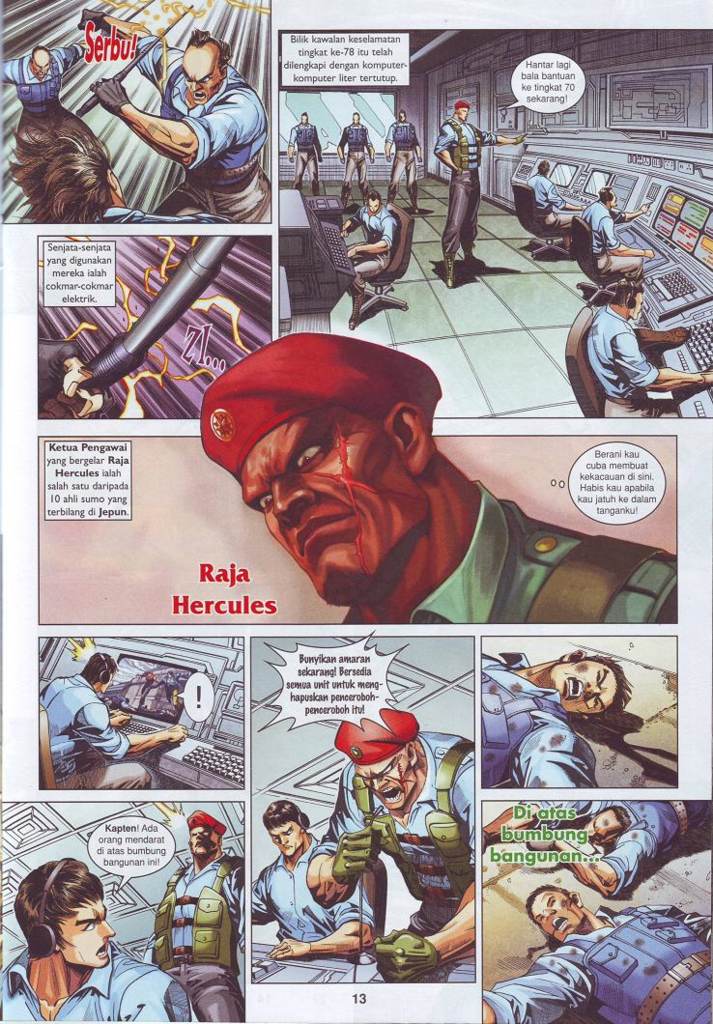 Serbu!
Bilik kawalan keselamatan
tingkat ke-78 itu telah
dilengkapi dengan komputer-
komputer liter tertutup.
Hantar lagi
bala bantuan
ke tingkat 70
sekarang!
Senjata-senjata
yang digunakan
mereka ialah
cokmar-cokmar
elektrik.
ZI...
Ketua Pengawai
yang bergelar Raja
Hercules ialah
salah satu daripada
10 ahli sumo yang
terbilang di Jepun.
Berani kau
cuba membuat
kekacauan di sini.
Habis kau apabila
kau jatuh ke dalam
tanganku!
Raja
Hercules
!
Bunyikan amaran
sekarang! Bersedia
semua unit untuk meng-
hapuskan penceroboh-
penceroboh itu!
Kapten! Ada
orang mendarat
di atas bumbung
bangunan ini!
Di atas
bumbung
bangunan...
13